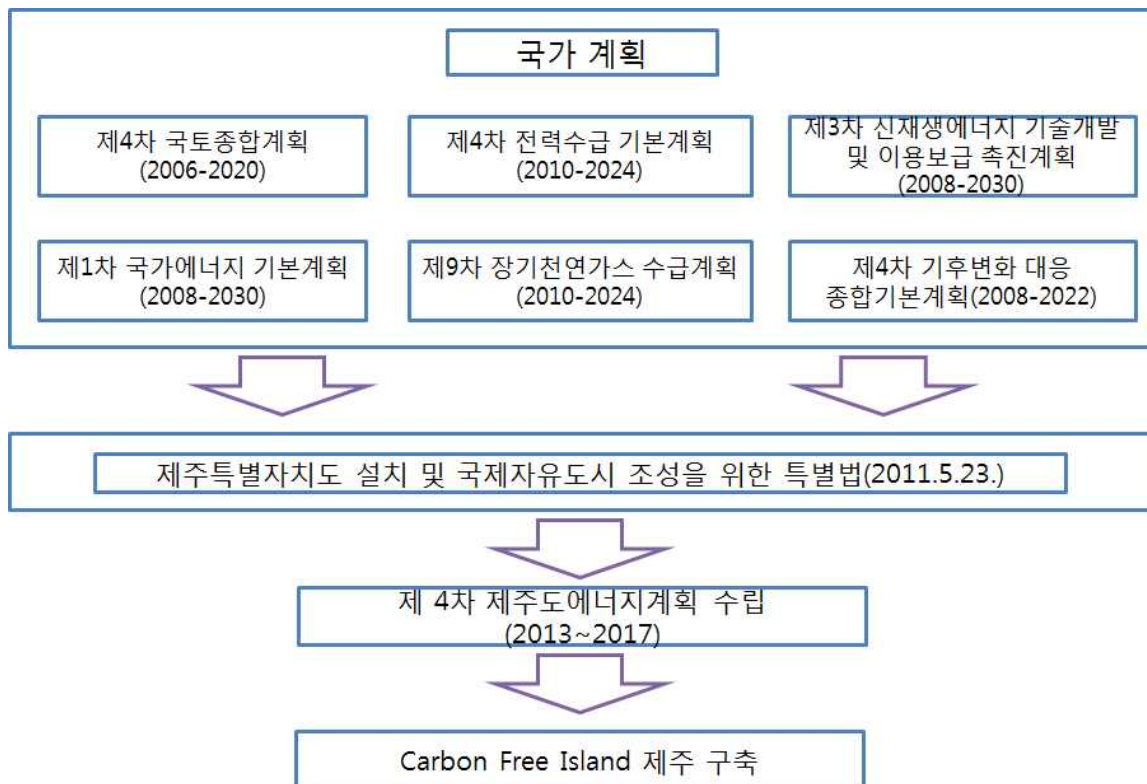 국가 계획
제4차 국토종합계획
(2006-2020)
제4차 전력수급 기본계획
(2010-2024)
제3차 신재생에너지 기술개발
및 이용보급 촉진계획
(2008-2030)
제1차 국가에너지 기본계획
(2008-2030)
제9차 장기천연가스 수급계획
(2010-2024)
제4차 기후변화 대응
종합기본계획(2008-2022)
제주특별자치도 설치 및 국제자유도시 조성을 위한 특별법(2011.5.23.)
제 4차 제주도에너지계획 수립
(2013~2017)
Carbon Free Island 제주 구축